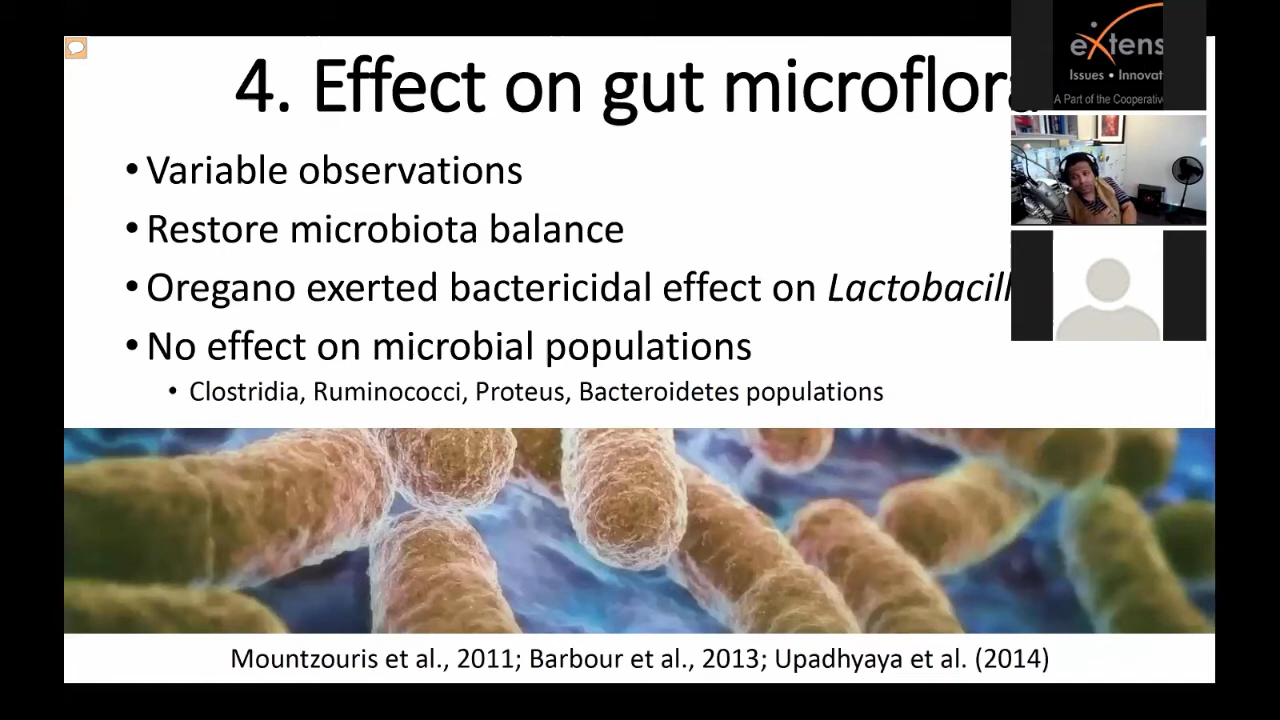 4. Effect on gut microflora
• Variable observations
• Restore microbiota balance
• Oregano exerted bactericidal effect on Lactobacill
• No effect on microbial populations
• Clostridia, Ruminococci, Proteus, Bacteroidetes populations
Mountzouris et al., 2011; Barbour et al., 2013; Upadhyaya et al. (2014)
eXtens
Issues • Innovat
A Part of the Cooperative